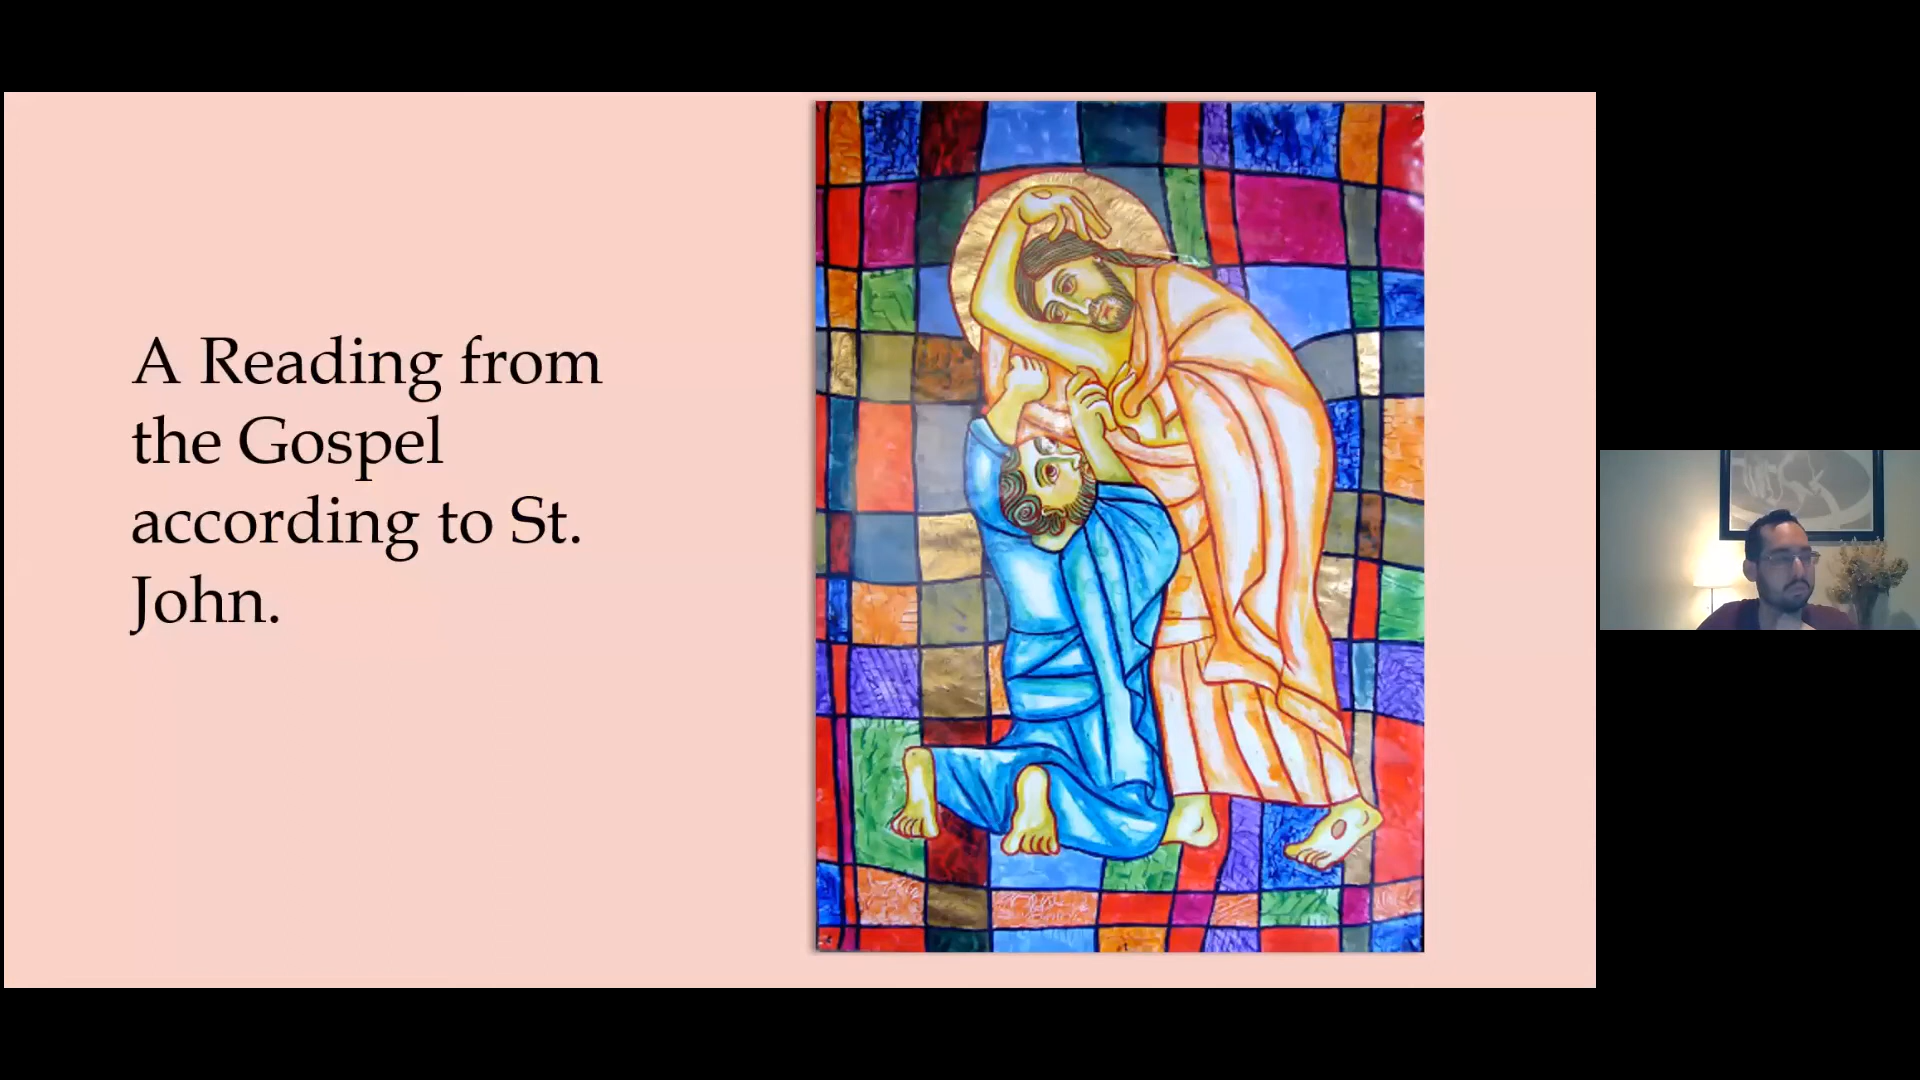 A Reading from
the Gospel
according to St.
John.